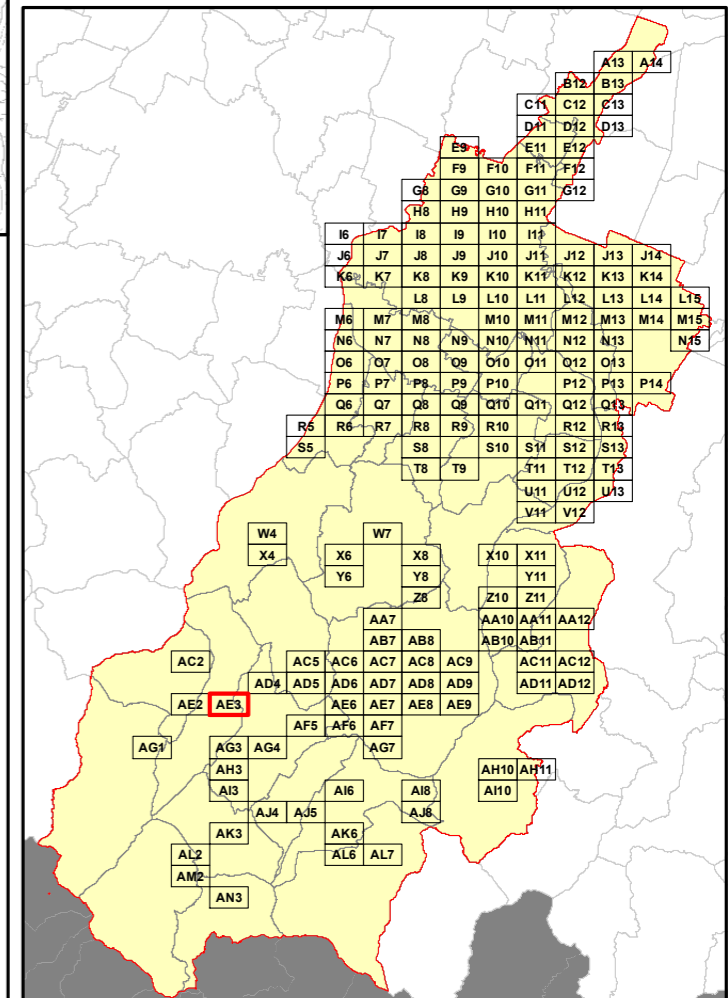 A13 A14
B12 B13
C11 C12 C13
D11 D12 D13
E9 E11 E12
F9 F10 F11 F12
G8 G9 G10 G11 G12
H8 H9 H10 H11
I6 I7 I8 I9 I10 I11
J6 J7 J8 J9 J10 J11 J12 J13 J14
K6 K7 K8 K9 K10 K11 K12 K13 K14
L8 L9 L10 L11 L12 L13 L14 L15
M6 M7 M8 M10 M11 M12 M13 M14 M15
N6 N7 N8 N9 N10 N11 N12 N13 N15
O6 O7 O8 O9 O10 O11 O12 O13
P6 P7 P8 P9 P10 P12 P13 P14
Q6 Q7 Q8 Q9 Q10 Q11 Q12 Q13
R5 R6 R7 R8 R9 R10 R12 R13
S5 S8 S10 S11 S12 S13
T8 T9 T11 T12 T13
U11 U12 U13
V11 V12
W4 W7
X4 X6 X8 X10 X11
Y6 Y8 Y11
Z8 Z10 Z11
AA7 AA10 AA11 AA12
AB7 AB8 AB10 AB11
AC2 AC5 AC6 AC7 AC8 AC9 AC11 AC12
AD4 AD5 AD6 AD7 AD8 AD9 AD11 AD12
AE2 AE3 AE6 AE7 AE8 AE9
AF5 AF6 AF7
AG1 AG3 AG4 AG7
AH3 AH10 AH11
AI3 AI6 AI8 AI10
AJ4 AJ5 AJ8
AK3 AK6
AL2 AL6 AL7
AM2
AN3